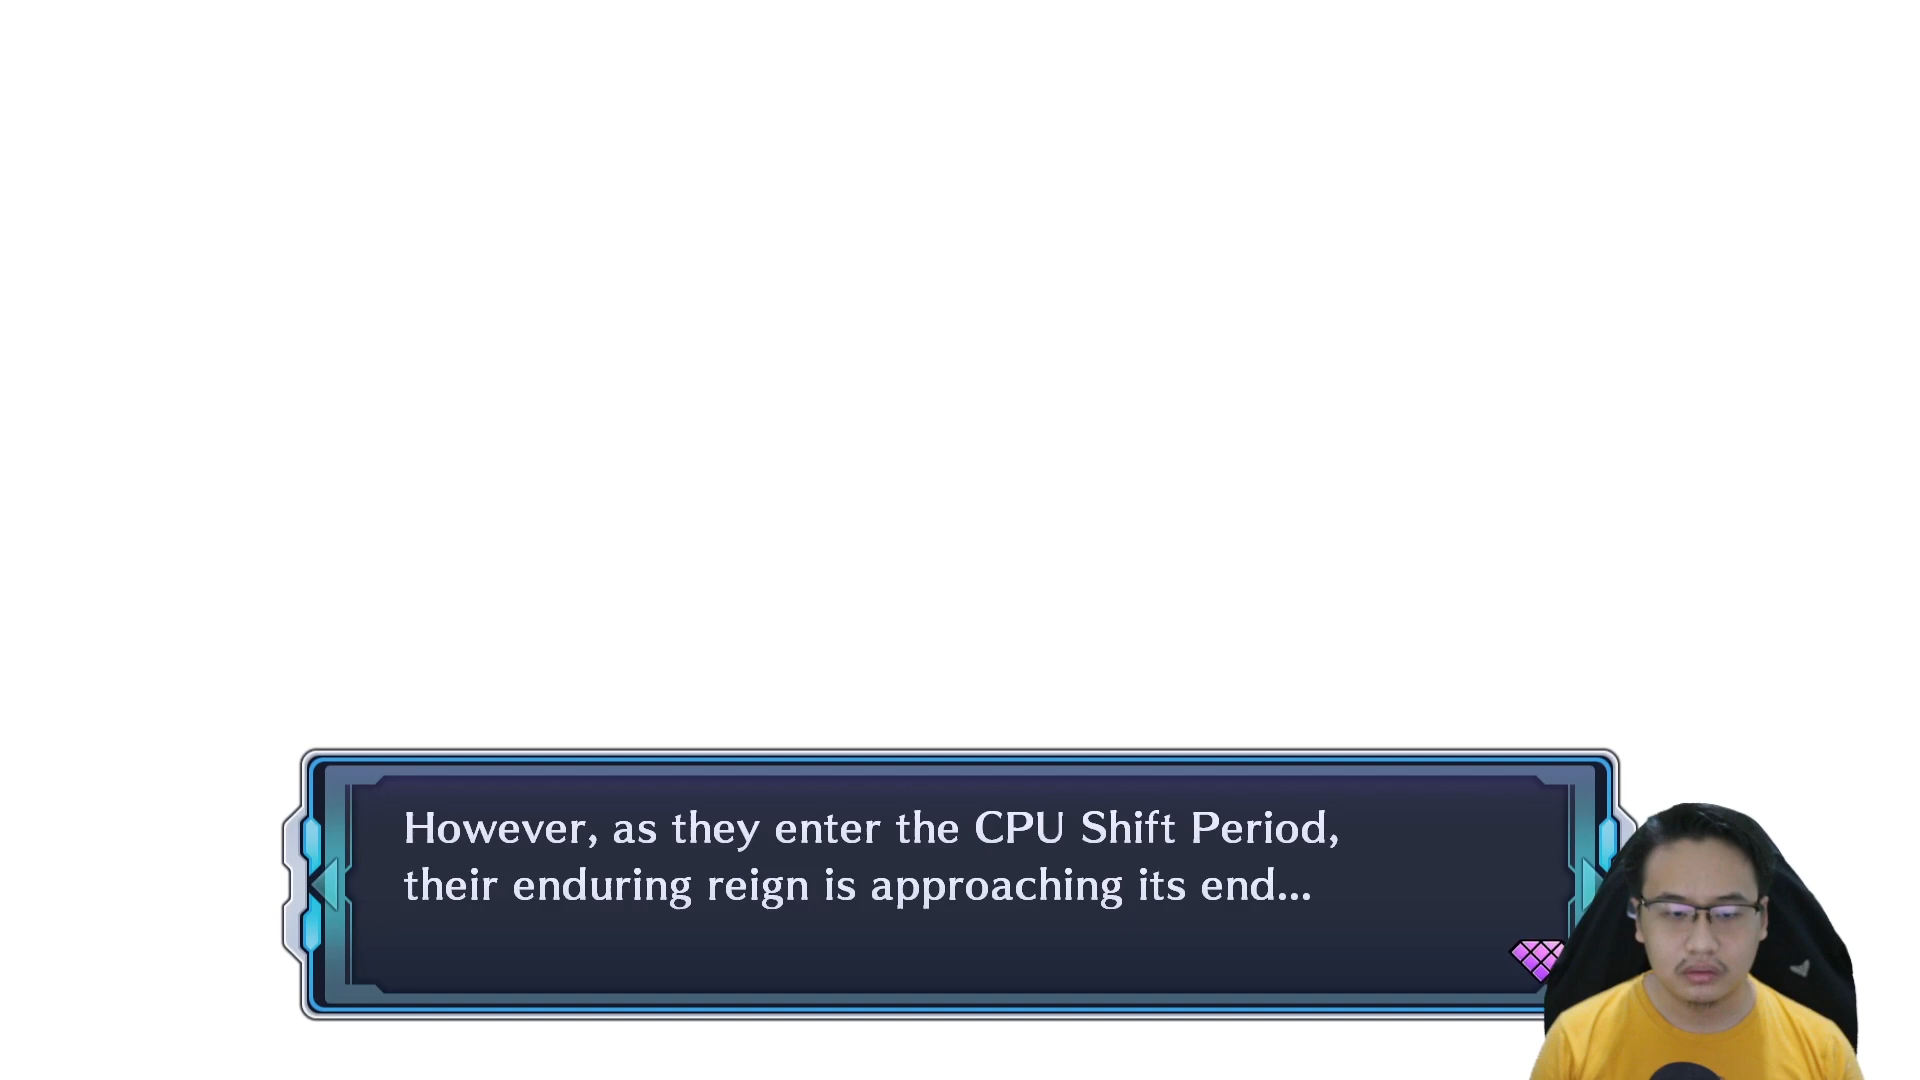 However, as they enter the CPU Shift Period,
their enduring reign is approaching its end...